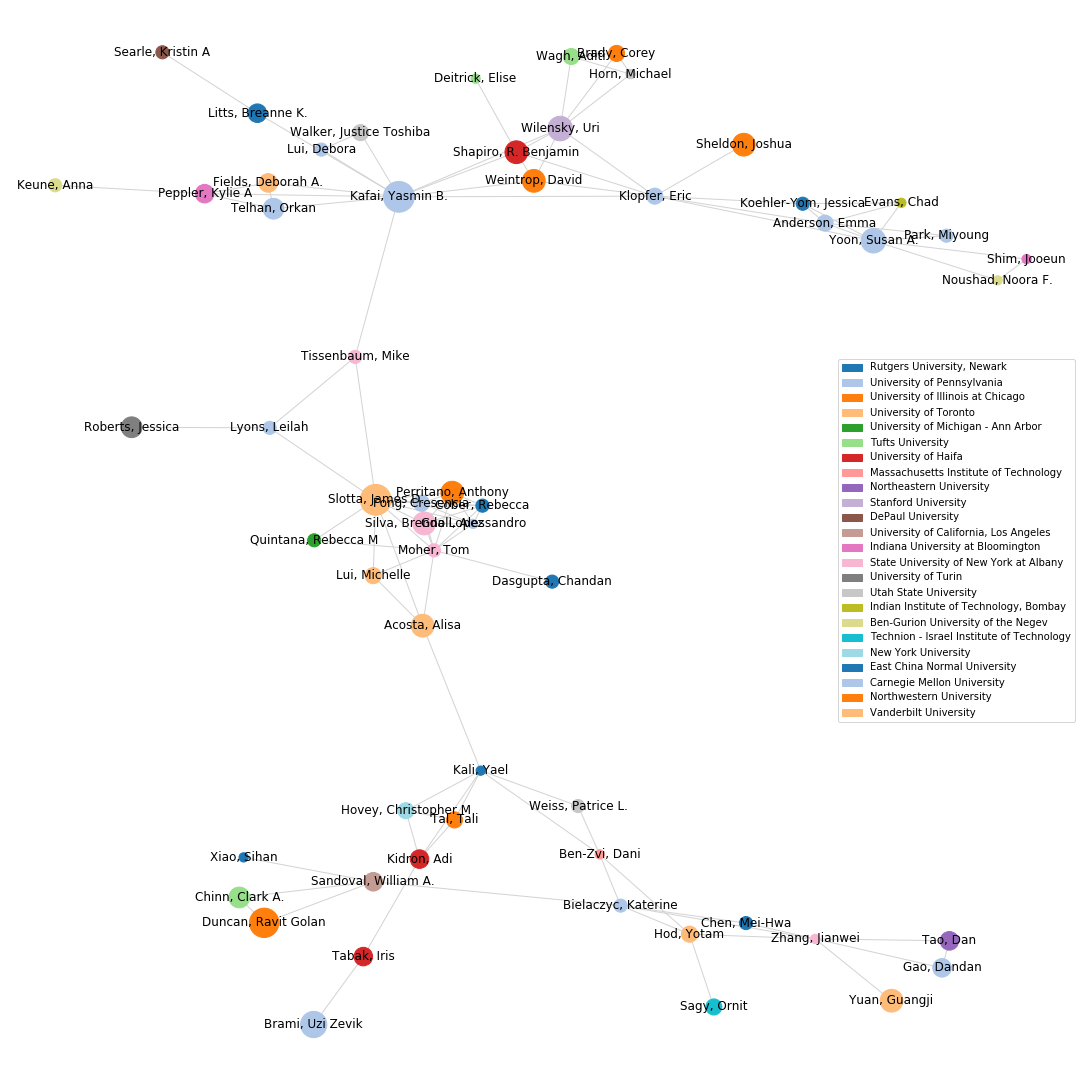 Searle, Kristin A
Wagh, Aditi
Brady, Corey
Deitrick, Elise
Horn, Michael
Litts, Breanne K.
Walker, Justice Toshiba
Wilensky, Uri
Lui, Debora
Shapiro, R. Benjamin
Sheldon, Joshua
Keune, Anna
Fields, Deborah A.
Peppler, Kylie A
Weintrop, David
Kafai, Yasmin B.
Klopfer, Eric
Telhan, Orkan
Koehler-Yom, Jessica
Evans, Chad
Anderson, Emma
Yoon, Susan A.
Park, Miyoung
Shim, Jooeun
Noushad, Noora F.
Tissenbaum, Mike
Roberts, Jessica
Lyons, Leilah
Perritano, Anthony
Slotta, James D.
Fong, Cresencia
Cober, Rebecca
Silva, Brenda Lopez
Gnoli, Alessandro
Quintana, Rebecca M
Moher, Tom
Lui, Michelle
Dasgupta, Chandan
Acosta, Alisa
Rutgers University, Newark
University of Pennsylvania
University of Illinois at Chicago
University of Toronto
University of Michigan - Ann Arbor
Tufts University
University of Haifa
Massachusetts Institute of Technology
Northeastern University
Stanford University
DePaul University
University of California, Los Angeles
Indiana University at Bloomington
State University of New York at Albany
University of Turin
Utah State University
Indian Institute of Technology, Bombay
Ben-Gurion University of the Negev
Technion - Israel Institute of Technology
New York University
East China Normal University
Carnegie Mellon University
Northwestern University
Vanderbilt University
Kali, Yael
Hovey, Christopher M
Tal, Tali
Weiss, Patrice L.
Xiao, Sihan
Kidron, Adi
Ben-Zvi, Dani
Sandoval, William A.
Chinn, Clark A.
Bielaczyc, Katerine
Duncan, Ravit Golan
Chen, Mei-Hwa
Hod, Yotam
Zhang, Jianwei
Tao, Dan
Tabak, Iris
Gao, Dandan
Yuan, Guangji
Sagy, Ornit
Brami, Uzi Zevik